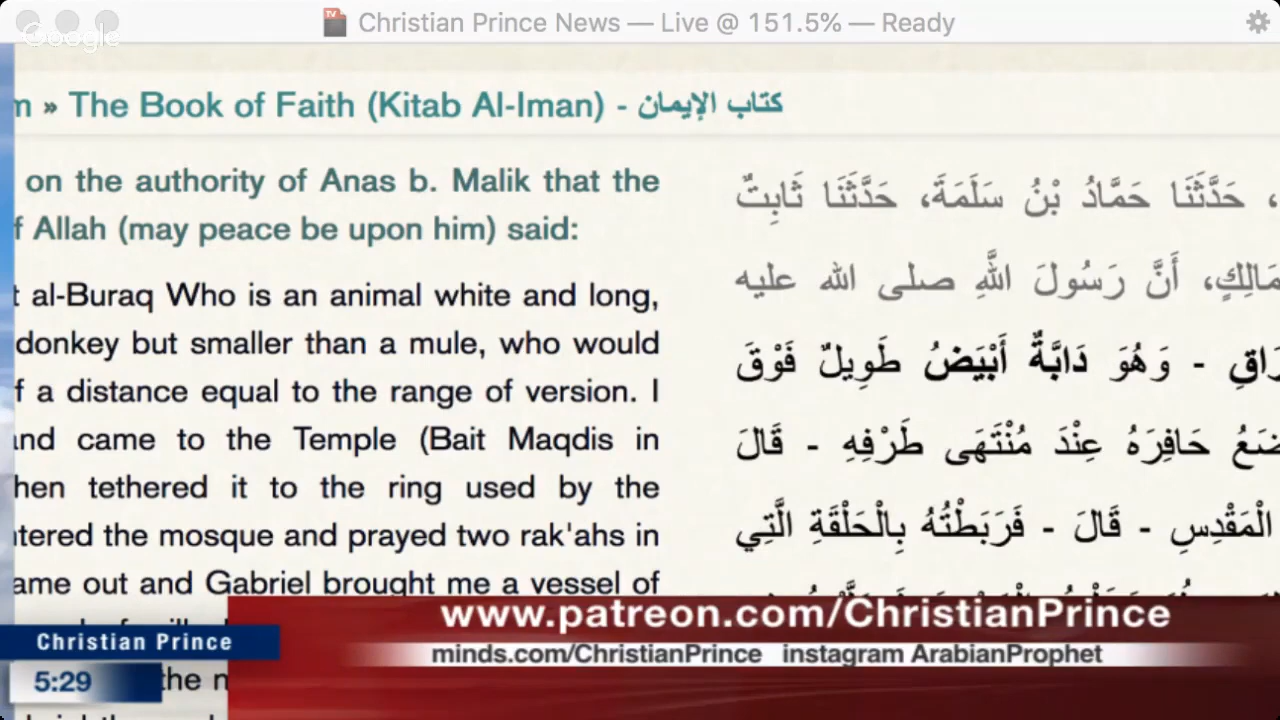 Christian Prince News — Live @ 151.5% — Ready
Google
» The Book of Faith (Kitab Al-Iman) - كتاب الإيمان
on the authority of Anas b. Malik that the
Allah (may peace be upon him) said:
al-Buraq Who is an animal white and long,
donkey but smaller than a mule, who would
a distance equal to the range of version. I
came to the Temple (Bait Maqdis in
tethered it to the ring used by the
the mosque and prayed two rak'ahs in
out and Gabriel brought me a vessel of
the
، حَدَّثَنَا حَمَّادُ بْنُ سَلَمَةَ، حَدَّثَنَا ثَابِتٌ
مَالِكٍ، أَنَّ رَسُولَ اللَّهِ صلى الله عليه
- وَهُوَ دَابَّةٌ أَبْيَضُ طَوِيلٌ فَوْقَ
حَافِرَهُ عِنْدَ مُنْتَهَى طَرْفِهِ - قَالَ
الْمَقْدِسِ - قَالَ - فَرَبَطْتُهُ بِالْحَلْقَةِ الَّتِي
www.patreon.com/ChristianPrince
Christian Prince
minds.com/ChristianPrince instagram ArabianProphet
5:29